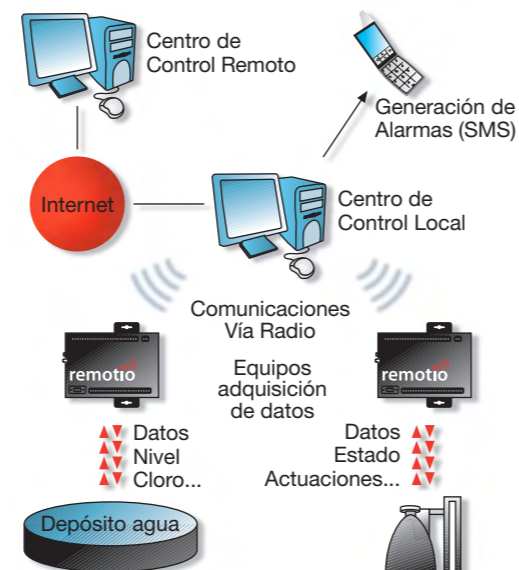 Centro de
Control Remoto
Generación de
Alarmas (SMS)
Internet
Centro de
Control Local
Comunicaciones
Vía Radio
remotio
Equipos
adquisición
de datos
remotio
Datos
Nivel
Cloro...
Datos
Estado
Actuaciones...
Depósito agua